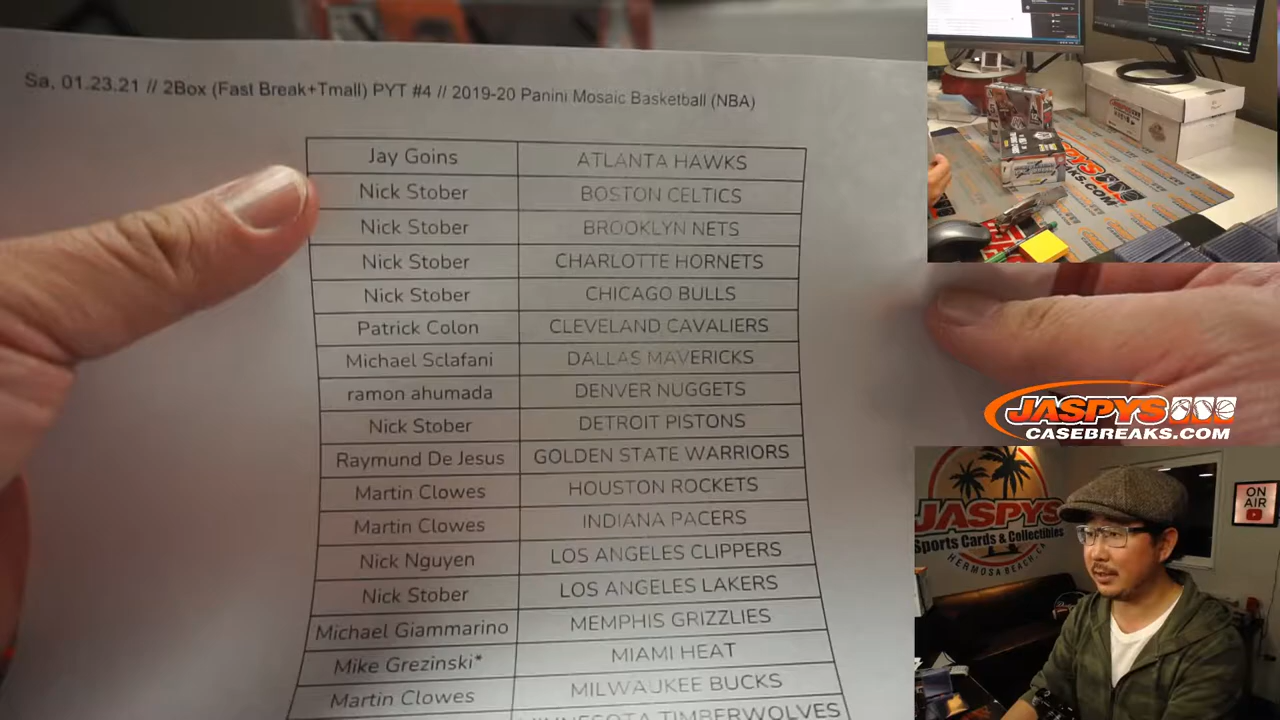 Sa, 01.23.21 // 2Box (Fast Break+Tmall) PYT #4 // 2019-20 Panini Mosaic Basketball (NBA)
Jay Goins ATLANTA HAWKS
Nick Stober BOSTON CELTICS
Nick Stober BROOKLYN NETS
Nick Stober CHARLOTTE HORNETS
Nick Stober CHICAGO BULLS
Patrick Colon CLEVELAND CAVALIERS
Michael Sclafani DALLAS MAVERICKS
ramon ahumada DENVER NUGGETS
Nick Stober DETROIT PISTONS
Raymund De Jesus GOLDEN STATE WARRIORS
Martin Clowes HOUSTON ROCKETS
Martin Clowes INDIANA PACERS
Nick Nguyen LOS ANGELES CLIPPERS
Nick Stober LOS ANGELES LAKERS
Michael Giammarino MEMPHIS GRIZZLIES
Mike Grezinski* MIAMI HEAT
Martin Clowes MILWAUKEE BUCKS
MINNESOTA TIMBERWOLVES
JASPYS
CASEBREAKS.COM
JASPYS
Sports Cards & Collectibles
HERMOSA BEACH, CA
ON
AIR